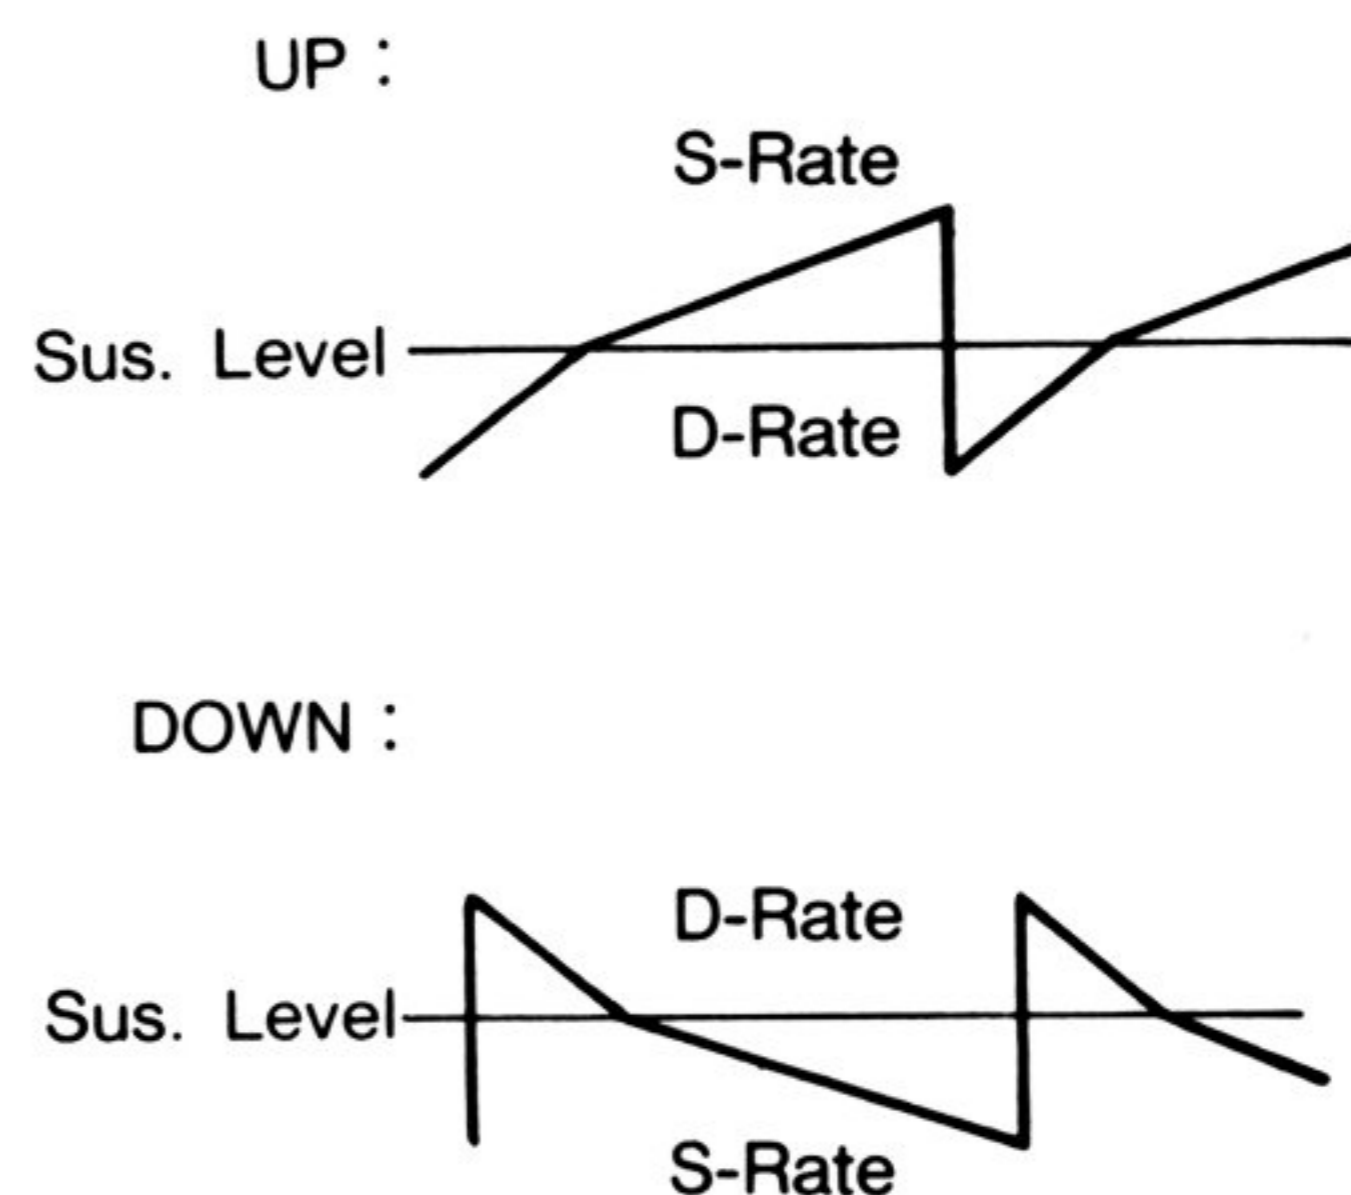 UP :
S-Rate
Sus. Level
D-Rate
DOWN :
D-Rate
Sus. Level
S-Rate